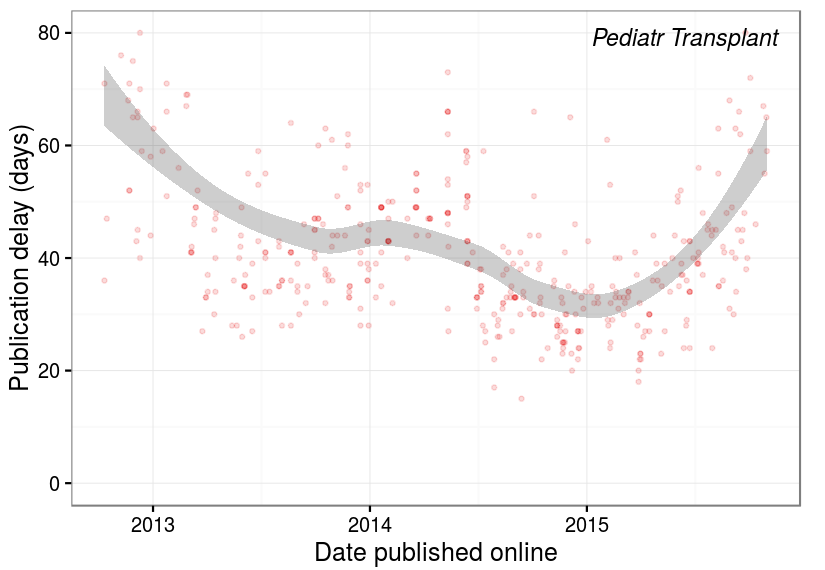 Pediatr Transplant
Publication delay (days)
80
60
40
20
0
2013 2014 2015
Date published online